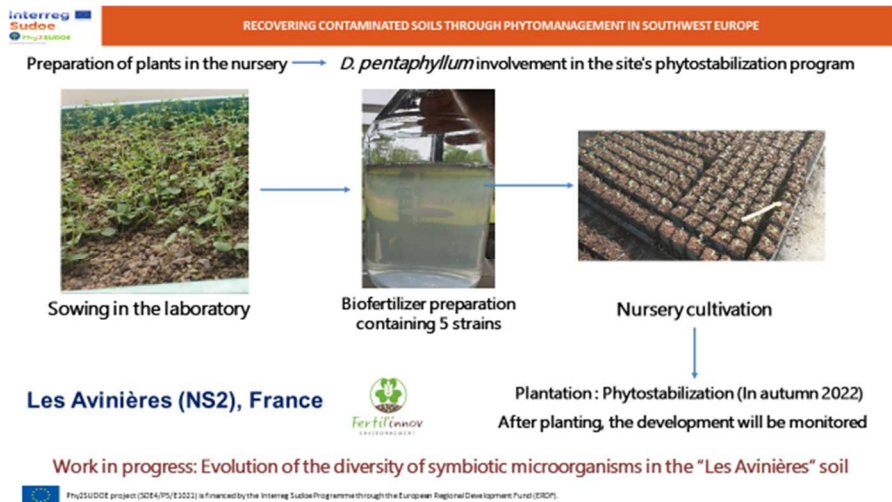 Interreg
Sudoe
Phy2SUDOE
RECOVERING CONTAMINATED SOILS THROUGH PHYTOMANAGEMENT IN SOUTHWEST EUROPE
Preparation of plants in the nursery
D. pentaphyllum involvement in the site's phytostabilization program
Sowing in the laboratory
Biofertilizer preparation
containing 5 strains
Nursery cultivation
Les Avinières (NS2), France
Fertil'innov
ENVIRONNEMENT
Plantation : Phytostabilization (In autumn 2022)
After planting, the development will be monitored
Work in progress: Evolution of the diversity of symbiotic microorganisms in the "Les Avinières" soil
Phy2SUDOE project (SOE4/P5/E1021) is financed by the Interreg Sudoe Programme through the European Regional Development Fund (ERDF).